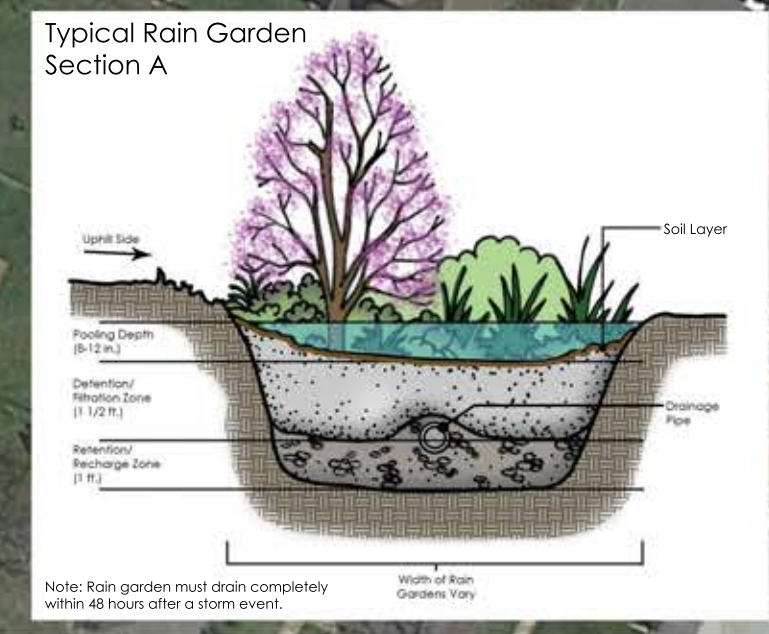 Typical Rain Garden
Section A
Uphill Side
Soil Layer
Pooling Depth
(8-12 in.)
Detention/
Filtration Zone
(1 1/2 ft.)
Drainage
Pipe
Retention/
Recharge Zone
(1 ft.)
Width of Rain
Gardens Vary
Note: Rain garden must drain completely
within 48 hours after a storm event.